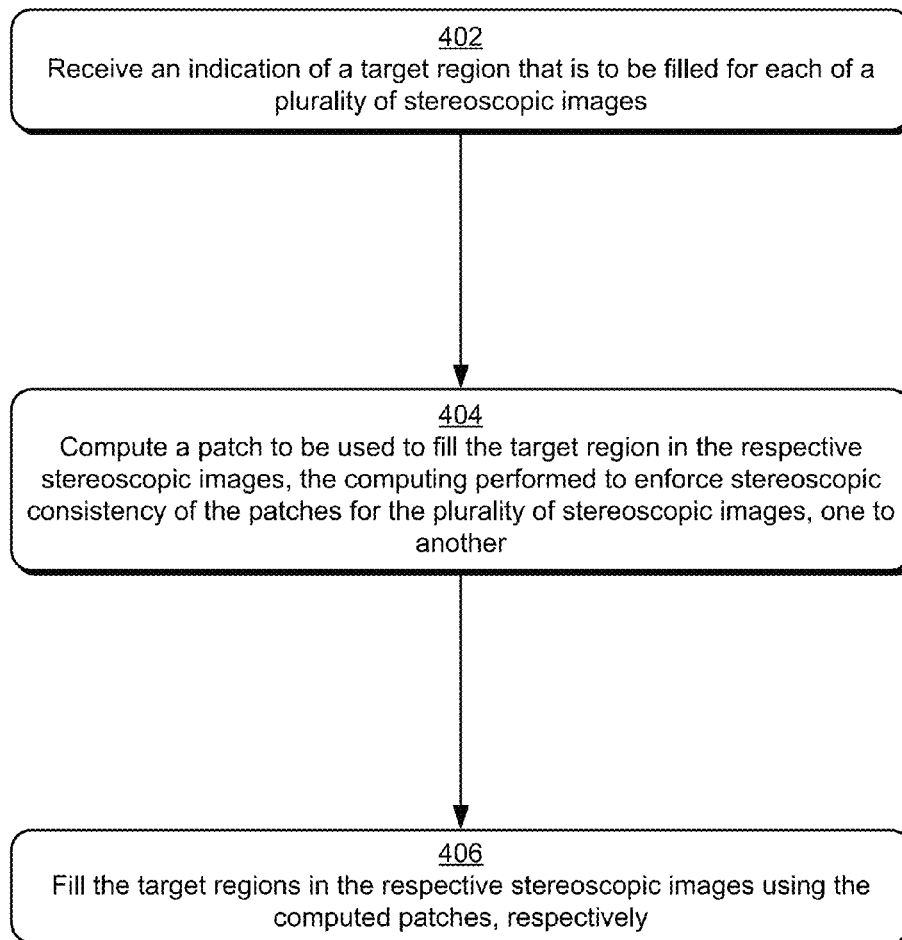 402
Receive an indication of a target region that is to be filled for each of a
plurality of stereoscopic images
404
Compute a patch to be used to fill the target region in the respective
stereoscopic images, the computing performed to enforce stereoscopic
consistency of the patches for the plurality of stereoscopic images, one to
another
406
Fill the target regions in the respective stereoscopic images using the
computed patches, respectively